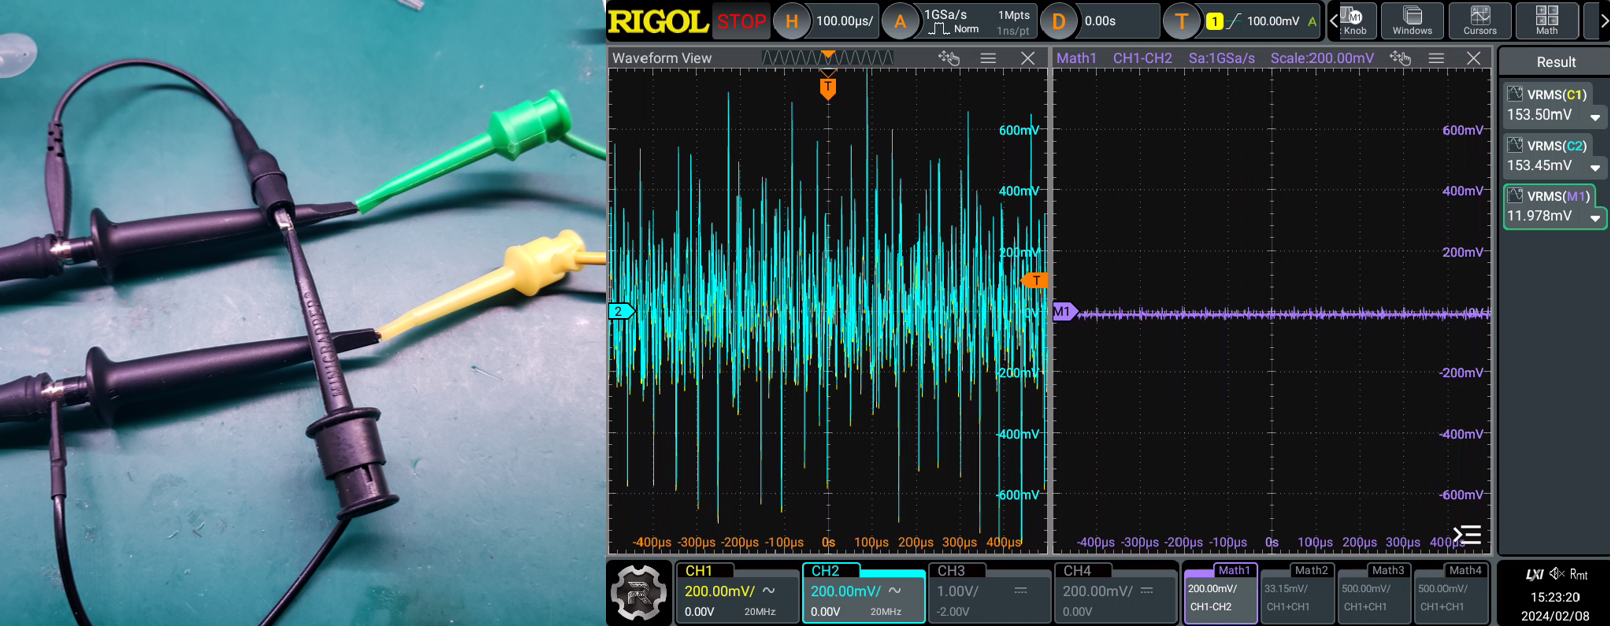 RIGOL STOP H 100.00µs/ A 1GSa/s Norm 1Mpts 1ns/pt D 0.00s T 1 100.00mV A
M1 t Knob Windows Cursors Math
Waveform View
T
Math1 CH1-CH2 Sa:1GSa/s Scale:200.00mV
Result
VRMS(C1)
153.50mV
VRMS(C2)
153.45mV
VRMS(M1)
11.978mV
600mV
400mV
200mV
T
2
0V
-200mV
-400mV
-600mV
-400µs -300µs -200µs -100µs 0s 100µs 200µs 300µs 400µs
600mV
400mV
200mV
M1
0V
-200mV
-400mV
-600mV
-400µs -300µs -200µs -100µs 0s 100µs 200µs 300µs 400µs
R
CH1
200.00mV/
0.00V 20MHz
CH2
200.00mV/
0.00V 20MHz
CH3
1.00V/
-2.00V
CH4
200.00mV/
0.00V
Math1
200.00mV/
CH1-CH2
Math2
33.15mV/
CH1+CH1
Math3
500.00mV/
CH1+CH1
Math4
500.00mV/
CH1+CH1
LXI Rmt
15:23:20
2024/02/08